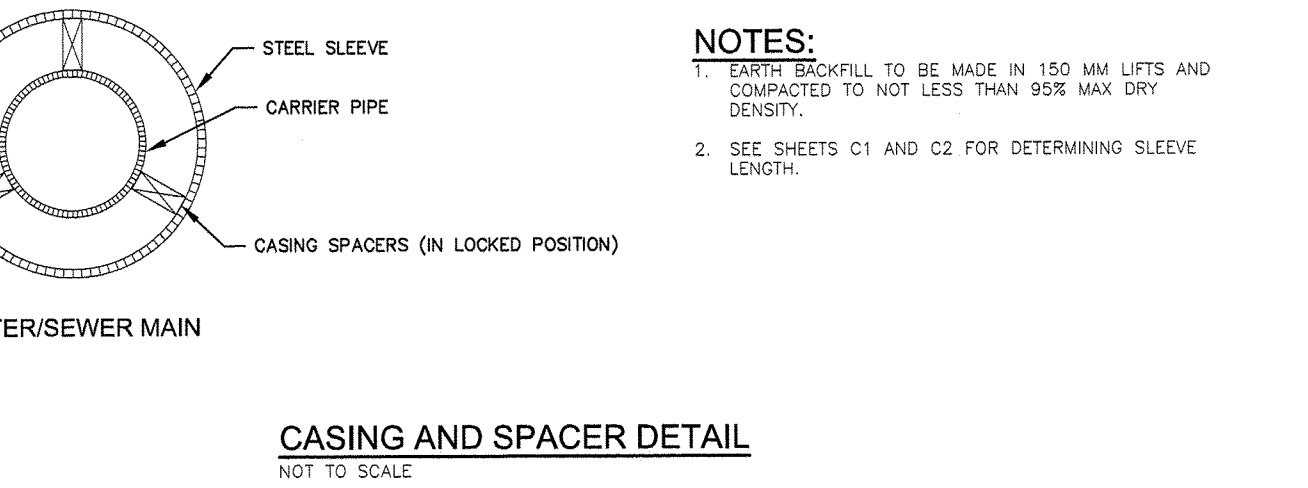 STEEL SLEEVE
CARRIER PIPE
CASING SPACERS (IN LOCKED POSITION)
TER/SEWER MAIN
NOTES:
1. EARTH BACKFILL TO BE MADE IN 150 MM LIFTS AND
COMPACTED TO NOT LESS THAN 95% MAX DRY
DENSITY.
2. SEE SHEETS C1 AND C2 FOR DETERMINING SLEEVE
LENGTH.
CASING AND SPACER DETAIL
NOT TO SCALE